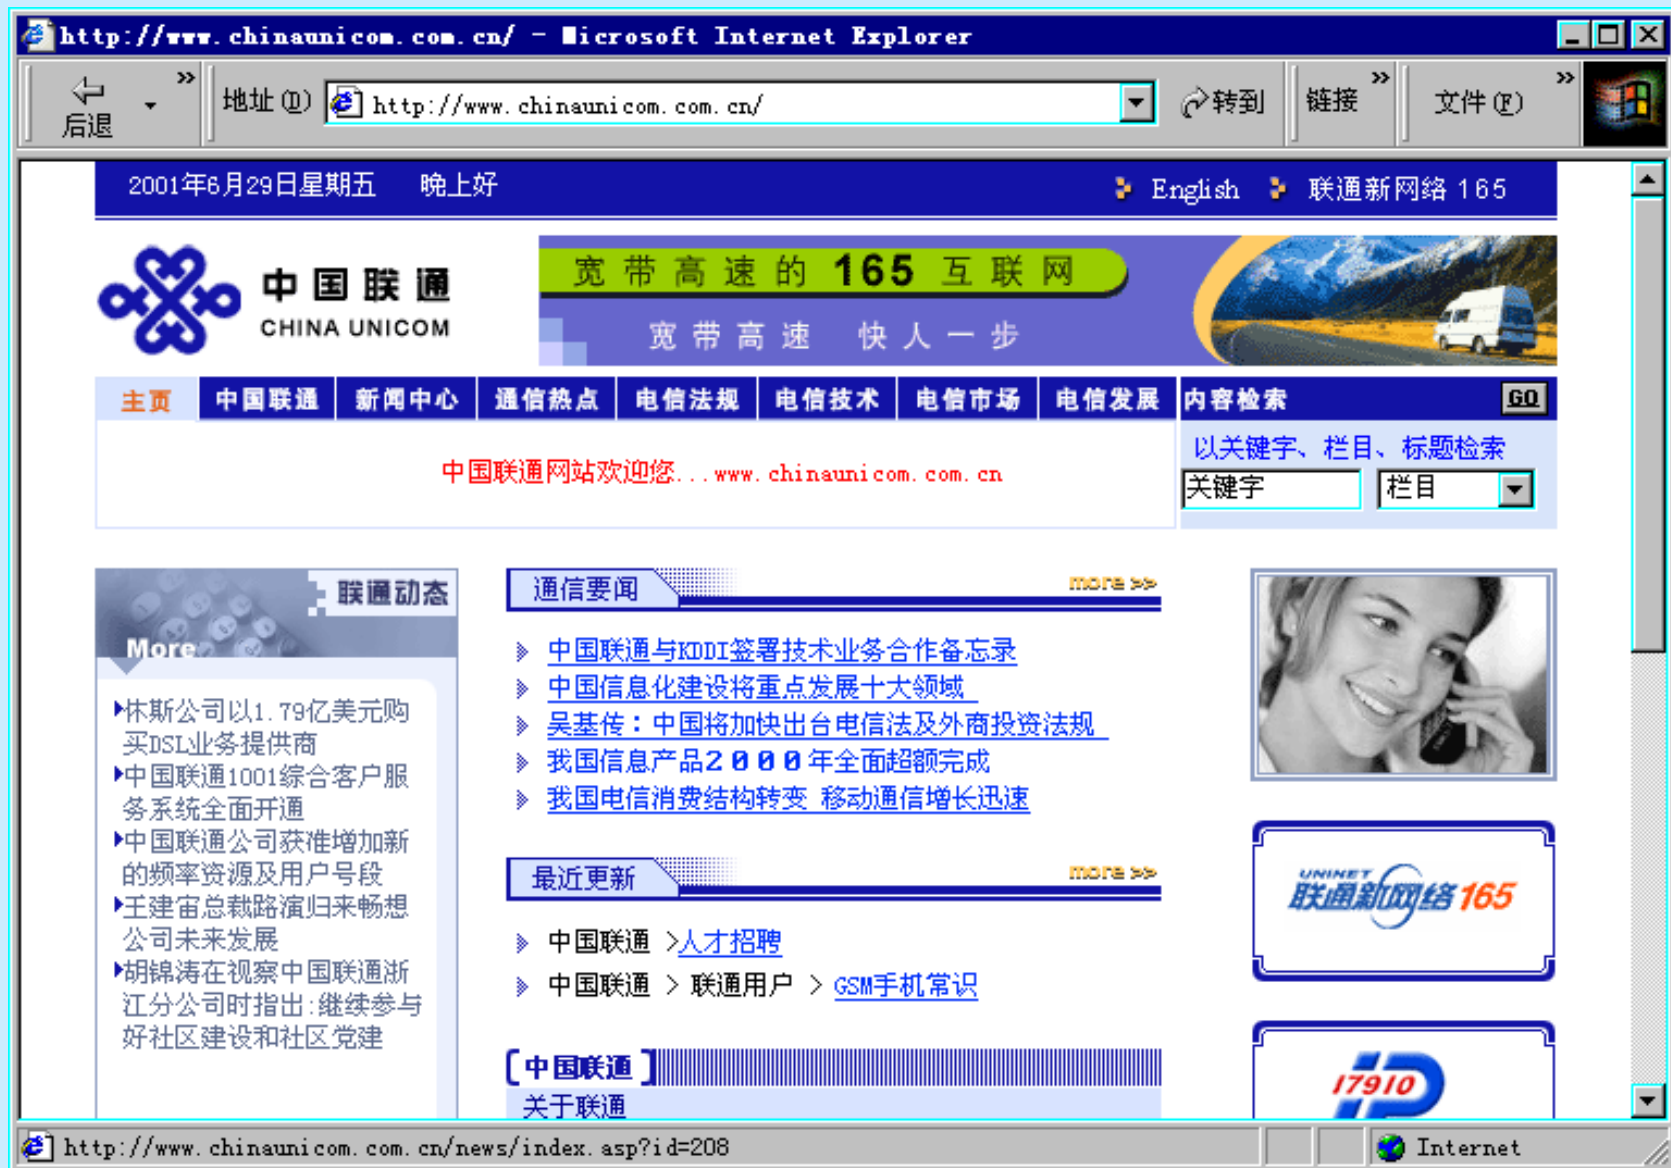 http://www.chinaunicom.com.cn/ - Microsoft Internet Explorer
后退 » 地址(D) http://www.chinaunicom.com.cn/ 转到 链接 » 文件(F) »
2001年6月29日星期五 晚上好 English 联通新网络 165
中国联通
CHINA UNICOM
宽带高速的 165 互联网
宽带高速 快人一步
主页 中国联通 新闻中心 通信热点 电信法规 电信技术 电信市场 电信发展 内容检索 GO
中国联通网站欢迎您...www.chinaunicom.com.cn
以关键字、栏目、标题检索
关键字 栏目
联通动态
More
休斯公司以1.79亿美元购
买DSL业务提供商
中国联通1001综合客户服
务系统全面开通
中国联通公司获准增加新
的频率资源及用户号段
王建宙总裁路演归来畅想
公司未来发展
胡锦涛在视察中国联通浙
江分公司时指出:继续参与
好社区建设和社区党建
通信要闻 more >>
中国联通与KDDI签署技术业务合作备忘录
中国信息化建设将重点发展十大领域
吴基传：中国将加快出台电信法及外商投资法规
我国信息产品２０００年全面超额完成
我国电信消费结构转变 移动通信增长迅速
最近更新 more >>
中国联通 >人才招聘
中国联通 > 联通用户 > GSM手机常识
[中国联通]
关于联通
UNINET
联通新网络165
17910
IP
http://www.chinaunicom.com.cn/news/index.asp?id=208 Internet